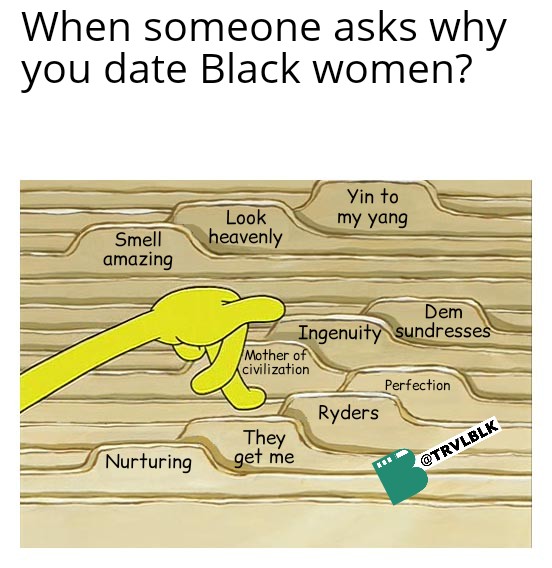 When someone asks why
you date Black women?
Yin to
my yang
Look
heavenly
Smell
amazing
Dem
sundresses
Ingenuity
Mother of
civilization
Perfection
Ryders
They
get me
Nurturing
@TRVLBLK